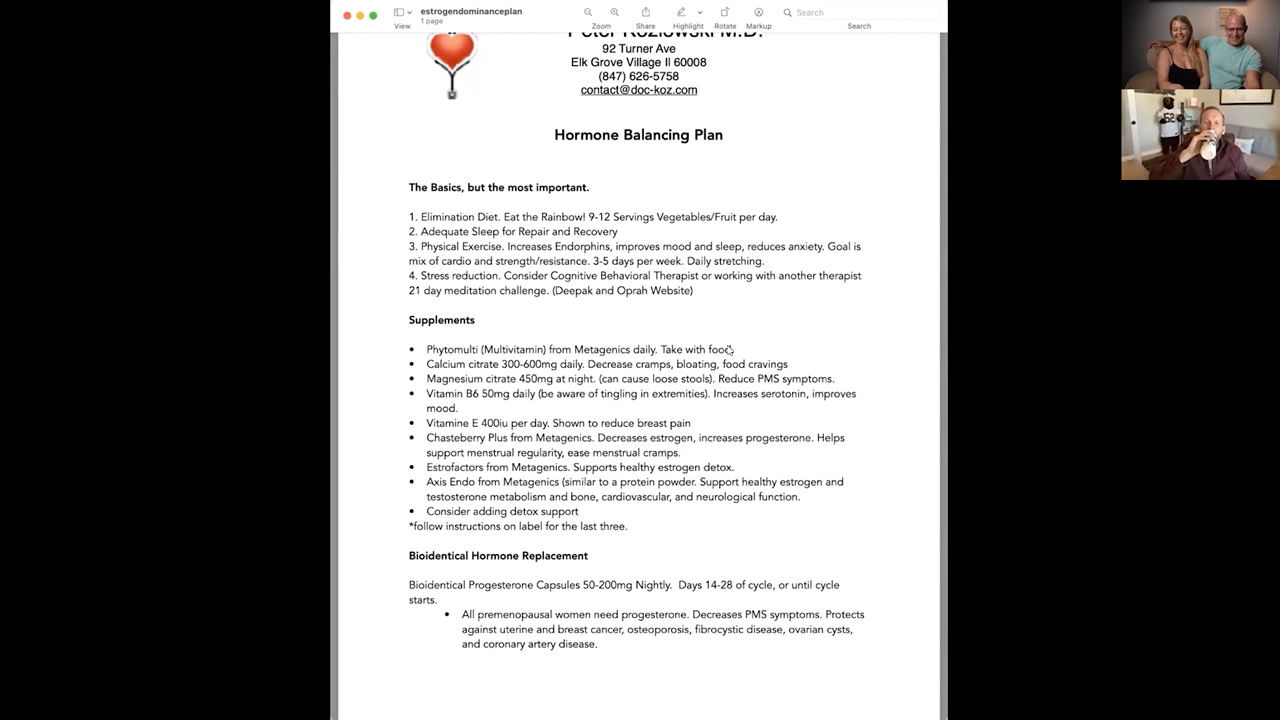 estrogendominanceplan
1 page
View
Zoom
Share
Highlight
Rotate
Markup
Search
Search
Peter Kozlowski M.D.
92 Turner Ave
Elk Grove Village Il 60008
(847) 626-5758
contact@doc-koz.com
Hormone Balancing Plan
The Basics, but the most important.
1. Elimination Diet. Eat the Rainbow! 9-12 Servings Vegetables/Fruit per day.
2. Adequate Sleep for Repair and Recovery
3. Physical Exercise. Increases Endorphins, improves mood and sleep, reduces anxiety. Goal is
mix of cardio and strength/resistance. 3-5 days per week. Daily stretching.
4. Stress reduction. Consider Cognitive Behavioral Therapist or working with another therapist
21 day meditation challenge. (Deepak and Oprah Website)
Supplements
• Phytomulti (Multivitamin) from Metagenics daily. Take with food.
• Calcium citrate 300-600mg daily. Decrease cramps, bloating, food cravings
• Magnesium citrate 450mg at night. (can cause loose stools). Reduce PMS symptoms.
• Vitamin B6 50mg daily (be aware of tingling in extremities). Increases serotonin, improves
mood.
• Vitamine E 400iu per day. Shown to reduce breast pain
• Chasteberry Plus from Metagenics. Decreases estrogen, increases progesterone. Helps
support menstrual regularity, ease menstrual cramps.
• Estrofactors from Metagenics. Supports healthy estrogen detox.
• Axis Endo from Metagenics (similar to a protein powder. Support healthy estrogen and
testosterone metabolism and bone, cardiovascular, and neurological function.
• Consider adding detox support
*follow instructions on label for the last three.
Bioidentical Hormone Replacement
Bioidentical Progesterone Capsules 50-200mg Nightly. Days 14-28 of cycle, or until cycle
starts.
• All premenopausal women need progesterone. Decreases PMS symptoms. Protects
against uterine and breast cancer, osteoporosis, fibrocystic disease, ovarian cysts,
and coronary artery disease.
52